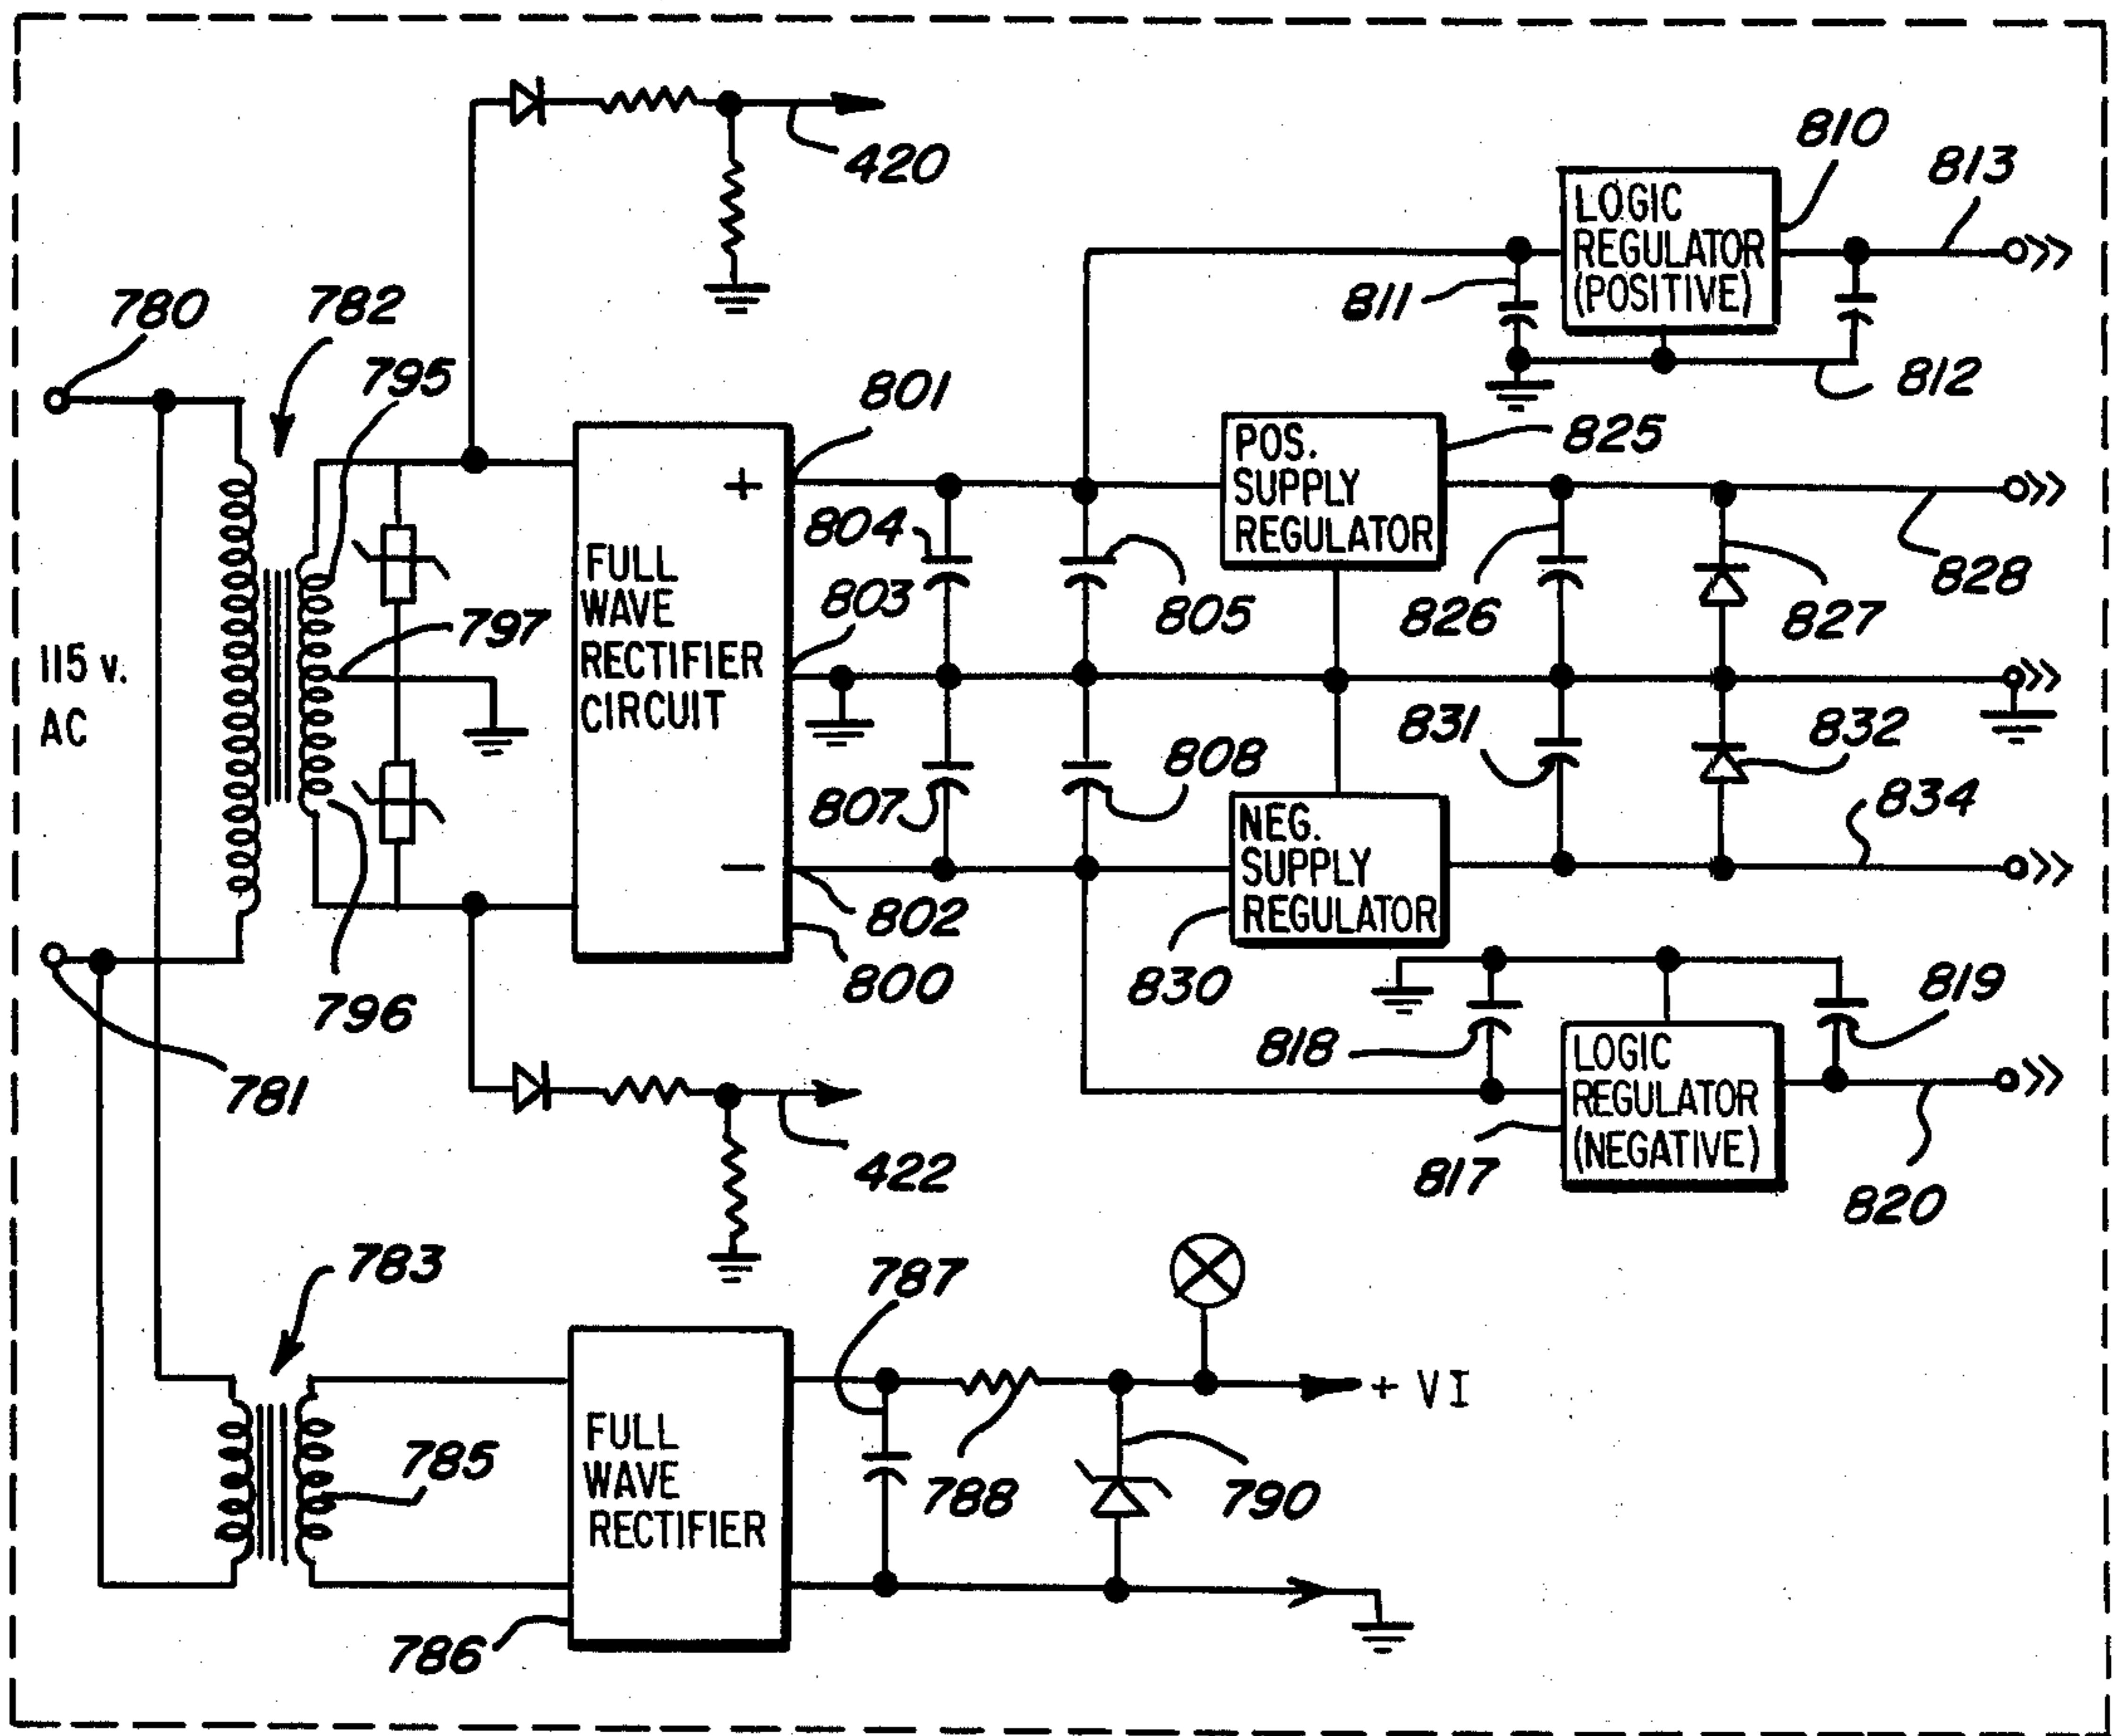 420
810
813
LOGIC
REGULATOR
(POSITIVE)
811
812
780
782
795
115 v.
AC
797
796
781
FULL
WAVE
RECTIFIER
CIRCUIT
+
−
801
804
803
805
807
808
802
800
POS.
SUPPLY
REGULATOR
825
826
827
828
831
832
834
NEG.
SUPPLY
REGULATOR
830
818
819
LOGIC
REGULATOR
(NEGATIVE)
817
820
422
783
785
FULL
WAVE
RECTIFIER
786
787
788
790
+ VI